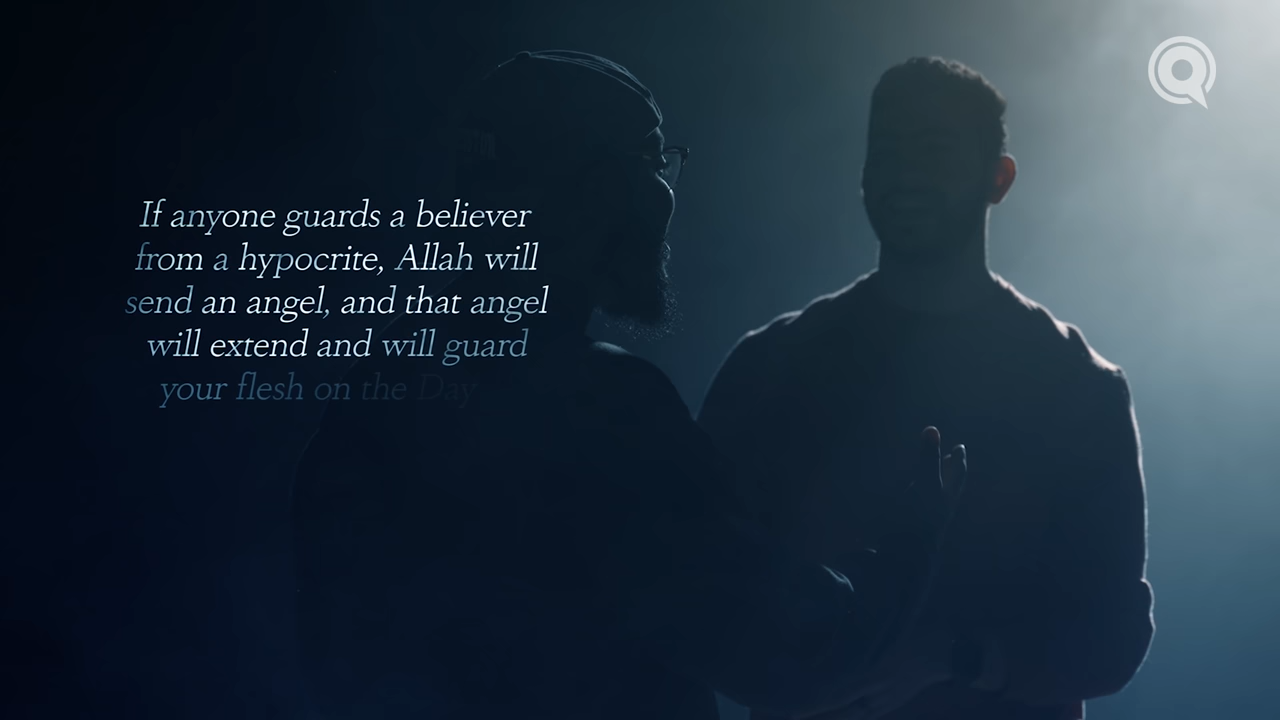 If anyone guards a believer
from a hypocrite, Allah will
send an angel, and that angel
will extend and will guard
your flesh on the Day